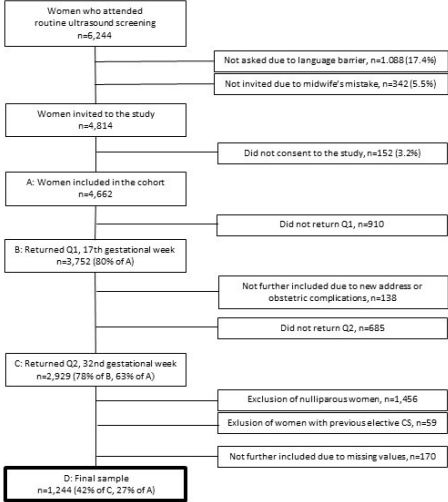 Women who attended
routine ultrasound screening
n=6,244
Not asked due to language barrier, n=1.088 (17.4%)
Not invited due to midwife's mistake, n=342 (5.5%)
Women invited to the study
n=4,814
Did not consent to the study, n=152 (3.2%)
A: Women included in the cohort
n=4,662
Did not return Q1, n=910
B: Returned Q1, 17th gestational week
n=3,752 (80% of A)
Not further included due to new address or
obstetric complications, n=138
Did not return Q2, n=685
C: Returned Q2, 32nd gestational week
n=2,929 (78% of B, 63% of A)
Exclusion of nulliparous women, n=1,456
Exlusion of women with previous elective CS, n=59
Not further included due to missing values, n=170
D: Final sample
n=1,244 (42% of C, 27% of A)